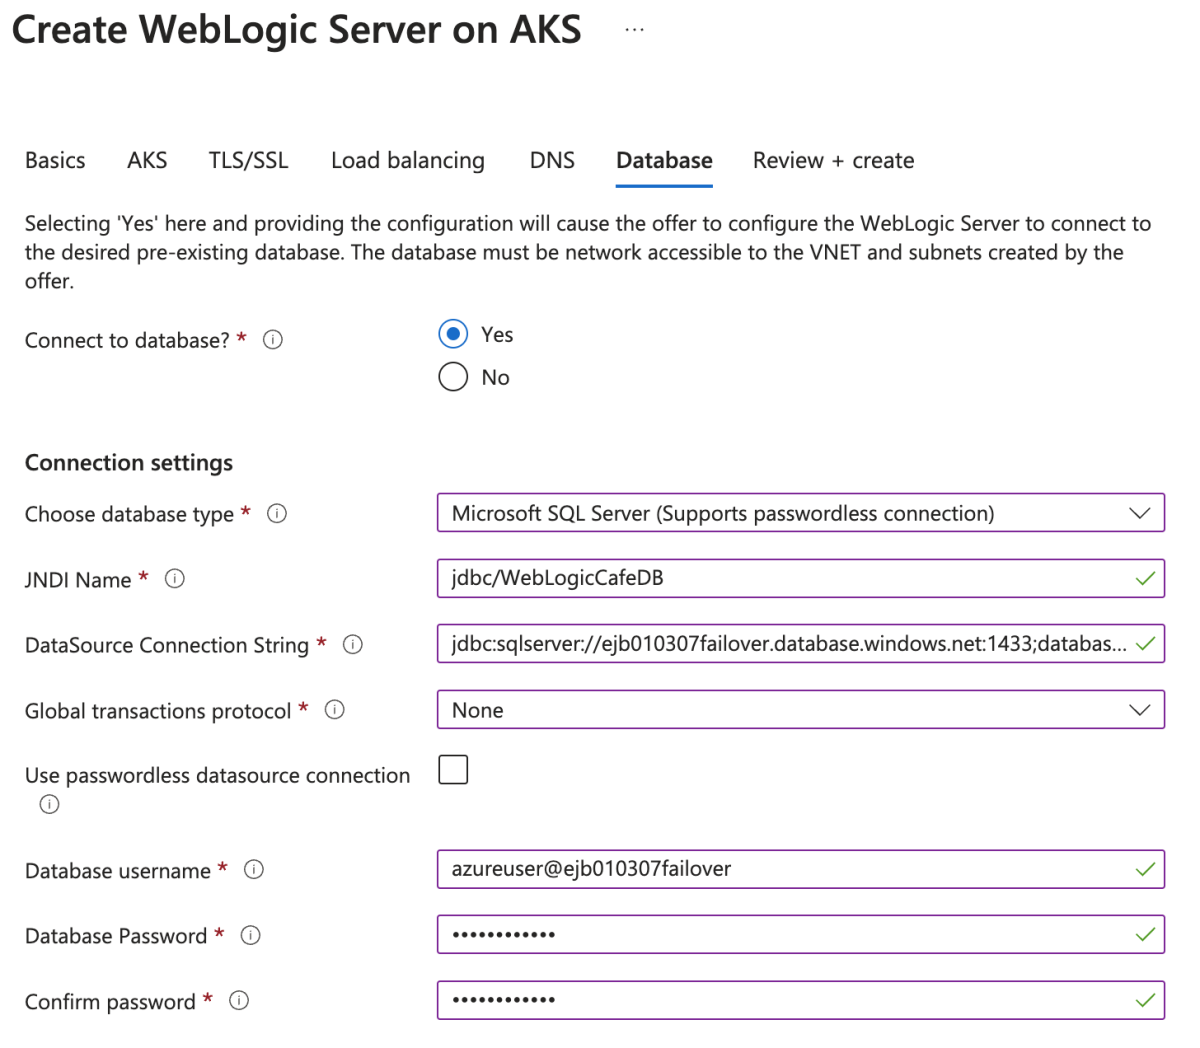 Create WebLogic Server on AKS ...
Basics AKS TLS/SSL Load balancing DNS Database Review + create
Selecting 'Yes' here and providing the configuration will cause the offer to configure the WebLogic Server to connect to
the desired pre-existing database. The database must be network accessible to the VNET and subnets created by the
offer.
Connect to database? *
Yes
No
Connection settings
Choose database type * Microsoft SQL Server (Supports passwordless connection)
JNDI Name * jdbc/WebLogicCafeDB
DataSource Connection String * jdbc:sqlserver://ejb010307failover.database.windows.net:1433;databas...
Global transactions protocol * None
Use passwordless datasource connection
Database username * azureuser@ejb010307failover
Database Password * ••••••••••••
Confirm password * ••••••••••••